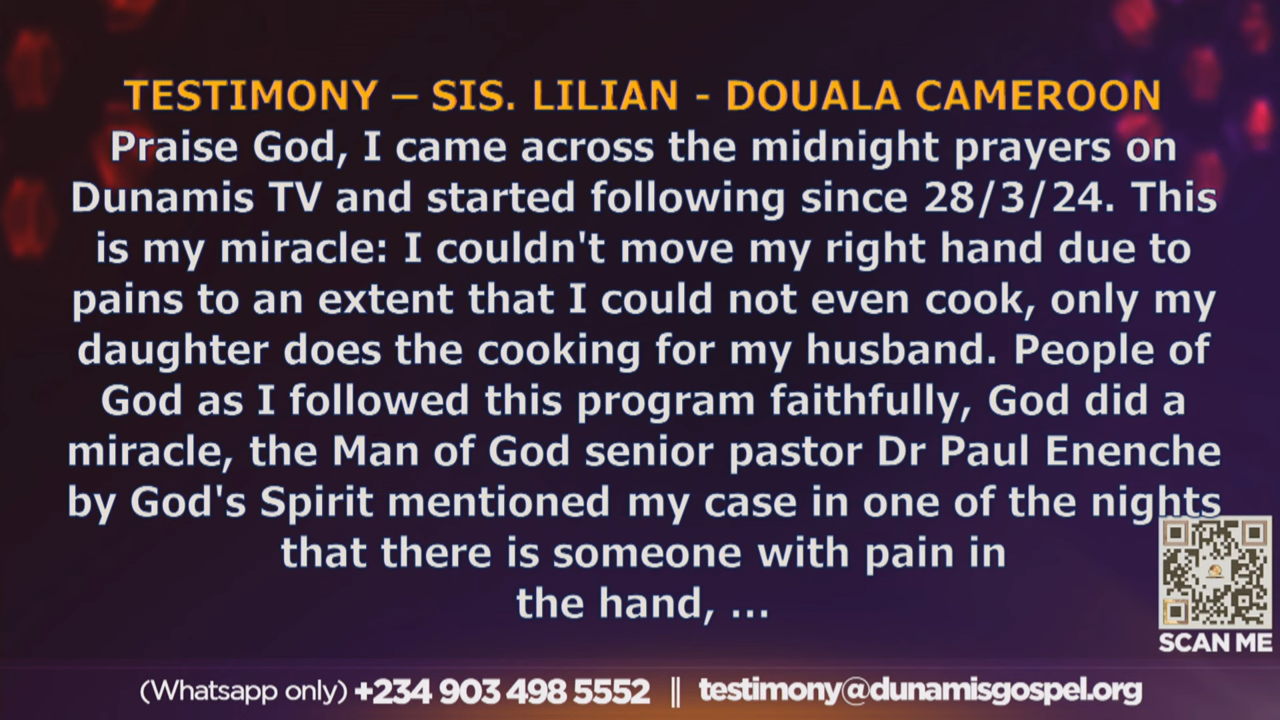 TESTIMONY – SIS. LILIAN - DOUALA CAMEROON
Praise God, I came across the midnight prayers on
Dunamis TV and started following since 28/3/24. This
is my miracle: I couldn't move my right hand due to
pains to an extent that I could not even cook, only my
daughter does the cooking for my husband. People of
God as I followed this program faithfully, God did a
miracle, the Man of God senior pastor Dr Paul Enenche
by God's Spirit mentioned my case in one of the nights
that there is someone with pain in
the hand, ...
SCAN ME
(Whatsapp only) +234 903 498 5552 || testimony@dunamisgospel.org